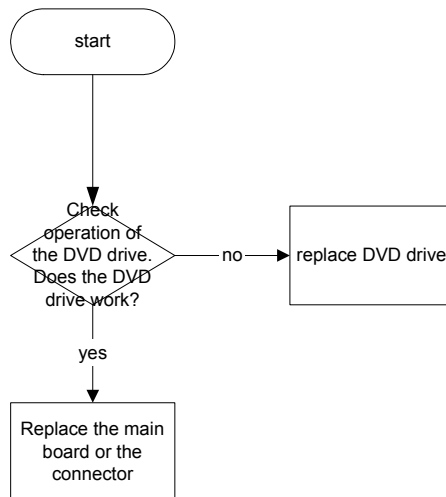 start
Check
operation of
the DVD drive.
Does the DVD
drive work?
no
replace DVD drive
yes
Replace the main
board or the
connector